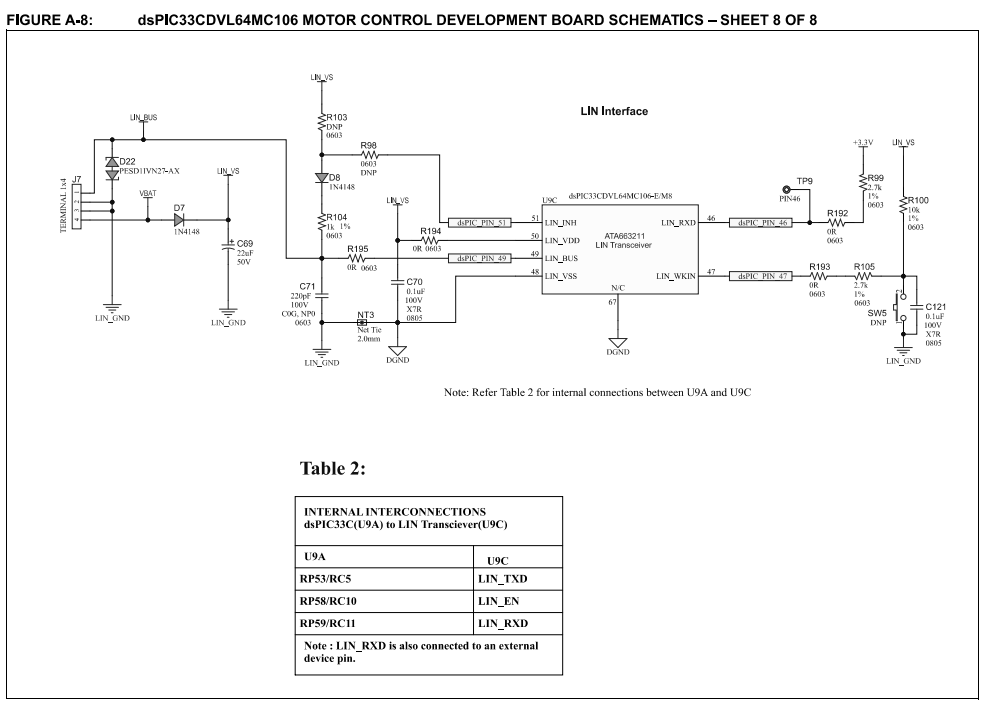 FIGURE A-8: dsPIC33CDVL64MC106 MOTOR CONTROL DEVELOPMENT BOARD SCHEMATICS – SHEET 8 OF 8
LIN Interface
LIN_BUS
D22
PESD1IVN27-AX
J7
TERMINAL 1x4
1
2
3
4
VBAT
D7
1N4148
LIN_VS
C69
22uF
50V
LIN_GND
LIN_GND
LIN_VS
R103
DNP
0603
R98
0603
DNP
D8
1N4148
R104
1k 1%
0603
R195
0R 0603
C71
220pF
100V
C0G, NP0
0603
LIN_GND
NT3
Net Tie
2.0mm
LIN_VS
R194
0R 0603
C70
0.1uF
100V
X7R
0805
DGND
dsPIC_PIN_51
dsPIC_PIN_49
51
50
49
48
U9C
dsPIC33CDVL64MC106-E/M8
LIN_INH
LIN_VDD
LIN_BUS
LIN_VSS
ATA663211
LIN Transceiver
LIN_RXD
LIN_WKIN
N/C
67
DGND
46
dsPIC_PIN_46
47
dsPIC_PIN_47
TP9
PIN46
R192
0R
0603
+3.3V
R99
2.7k
1%
0603
LIN_VS
R100
10k
1%
0603
R193
0R
0603
R105
2.7k
1%
0603
SW5
DNP
C121
0.1uF
100V
X7R
0805
LIN_GND
Note: Refer Table 2 for internal connections between U9A and U9C
Table 2:
INTERNAL INTERCONNECTIONS
dsPIC33C(U9A) to LIN Transciever(U9C)
U9A U9C
RP53/RC5 LIN_TXD
RP58/RC10 LIN_EN
RP59/RC11 LIN_RXD
Note : LIN_RXD is also connected to an external
device pin.